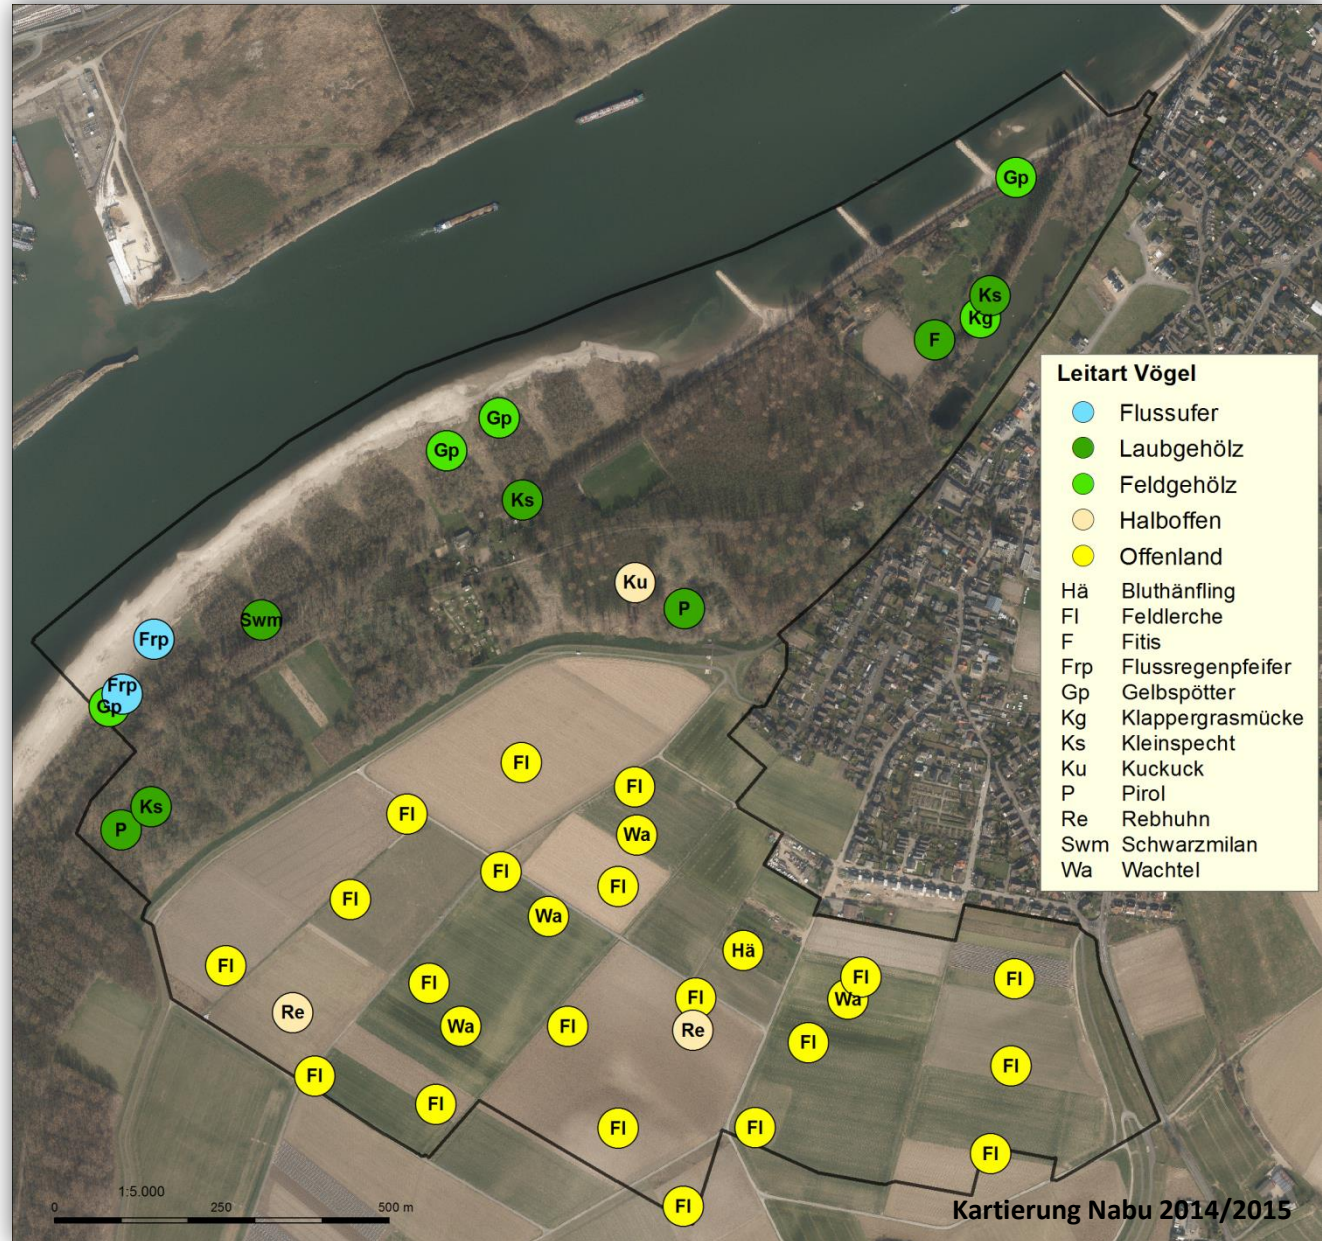 Gp
Ks
Kg
F
Leitart Vögel
Flussufer
Laubgehölz
Feldgehölz
Halboffen
Offenland
Hä Bluthänfling
Fl Feldlerche
F Fitis
Frp Flussregenpfeifer
Gp Gelbspötter
Kg Klappergrasmücke
Ks Kleinspecht
Ku Kuckuck
P Pirol
Re Rebhuhn
Swm Schwarzmilan
Wa Wachtel
Gp
Gp
Ks
Ku
P
Swm
Frp
Frp
Gp
Ks
P
Fl
Fl
Fl
Wa
Fl
Fl
Fl
Wa
Hä
Fl
Fl
Fl
Fl
Fl
Wa
Re
Wa
Fl
Re
Fl
Fl
Fl
Fl
Fl
Fl
Fl
Fl
1:5.000
0 250 500 m
Kartierung Nabu 2014/2015